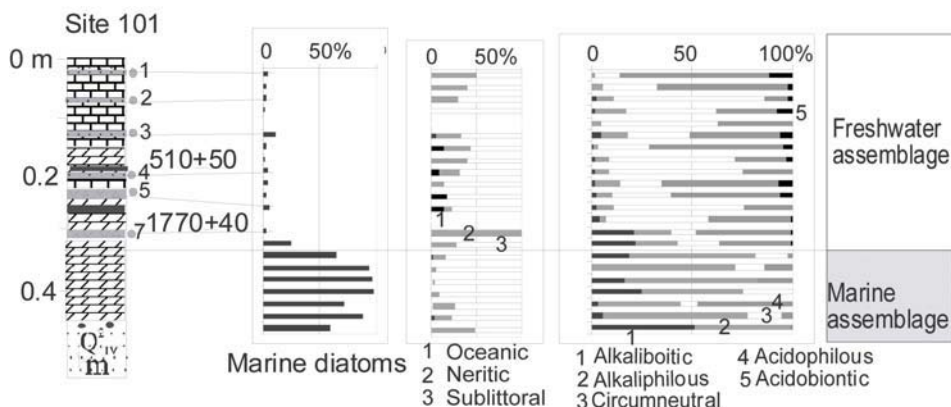 Site 101
0 50%
0 50 100%
0 50 100%
0 m
1
2
3
510+50
0.2
4
5
1770+40
7
0.4
Q²IV
m
1
2
3
5
4
3
1
2
Freshwater
assemblage
Marine
assemblage
Marine diatoms
1 Oceanic
2 Neritic
3 Sublittoral
1 Alkaliboitic
2 Alkaliphilous
3 Circumneutral
4 Acidophilous
5 Acidobiontic